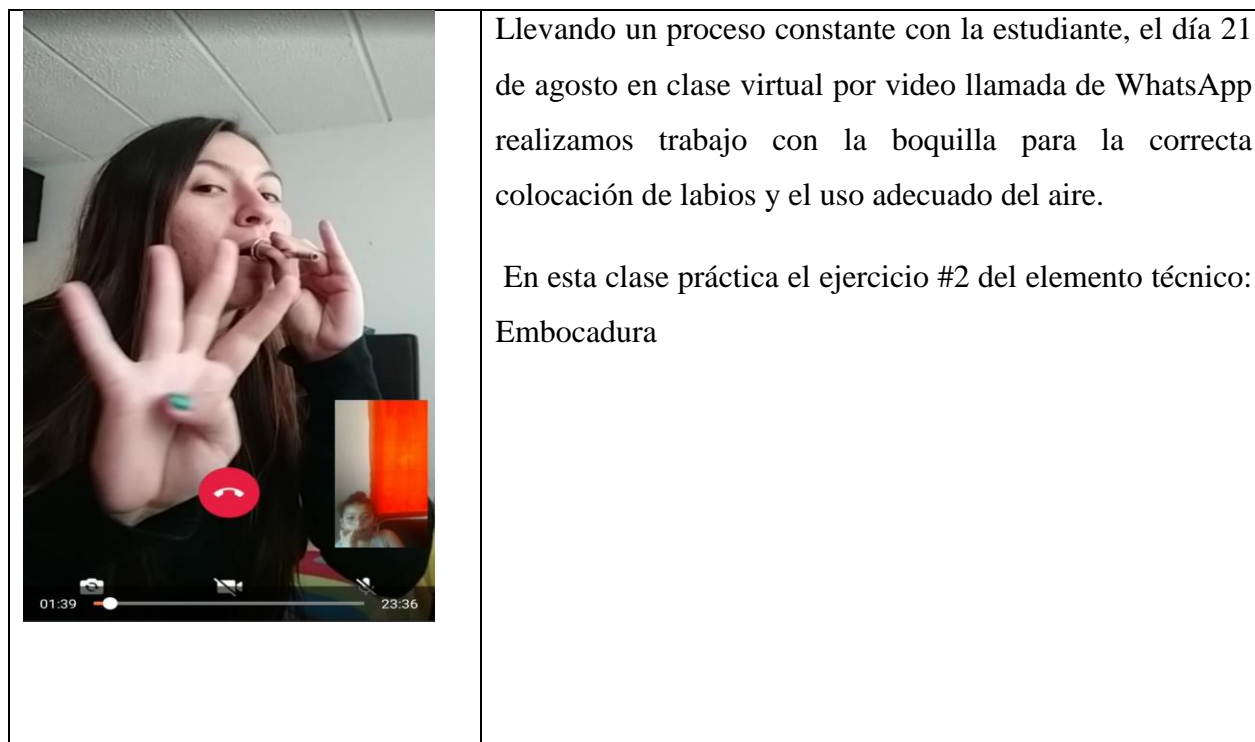 Llevando un proceso constante con la estudiante, el día 21
de agosto en clase virtual por video llamada de WhatsApp
realizamos trabajo con la boquilla para la correcta
colocación de labios y el uso adecuado del aire.
En esta clase práctica el ejercicio #2 del elemento técnico:
Embocadura
01:39
23:36